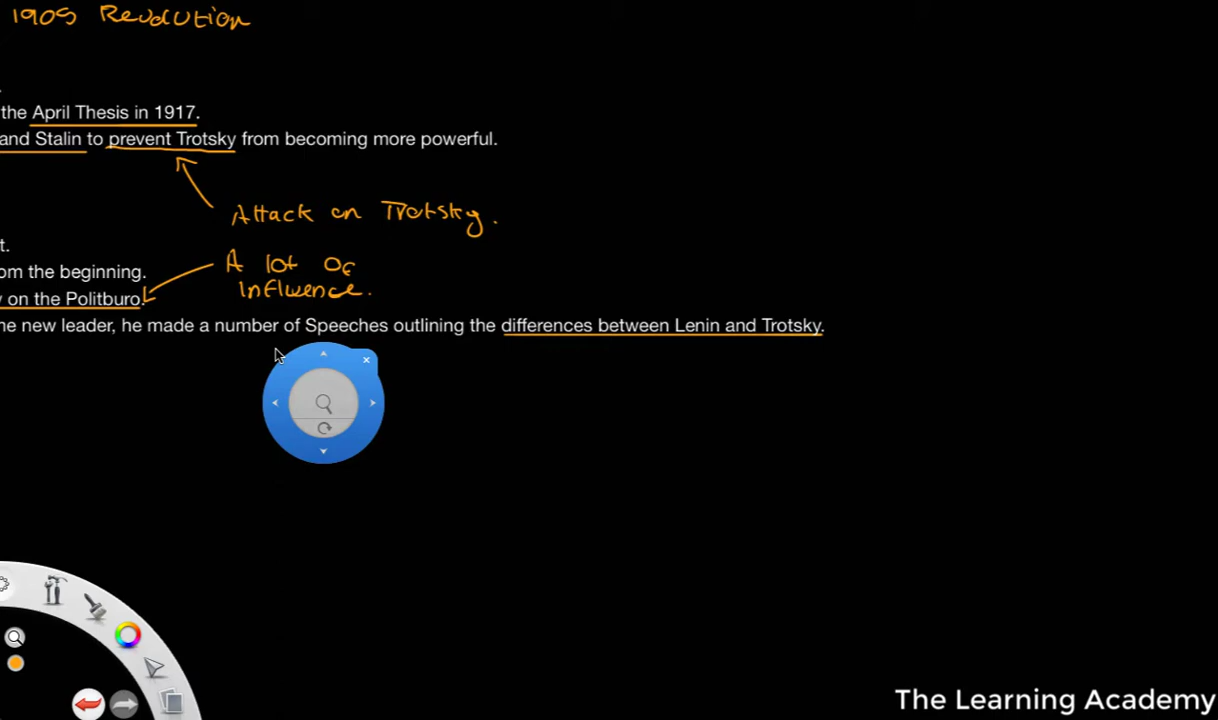 1905 Revolution
the April Thesis in 1917.
and Stalin to prevent Trotsky from becoming more powerful.
Attack on Trotsky.
t.
om the beginning.
A lot of
influence.
on the Politburo.
ne new leader, he made a number of Speeches outlining the differences between Lenin and Trotsky.
The Learning Academy